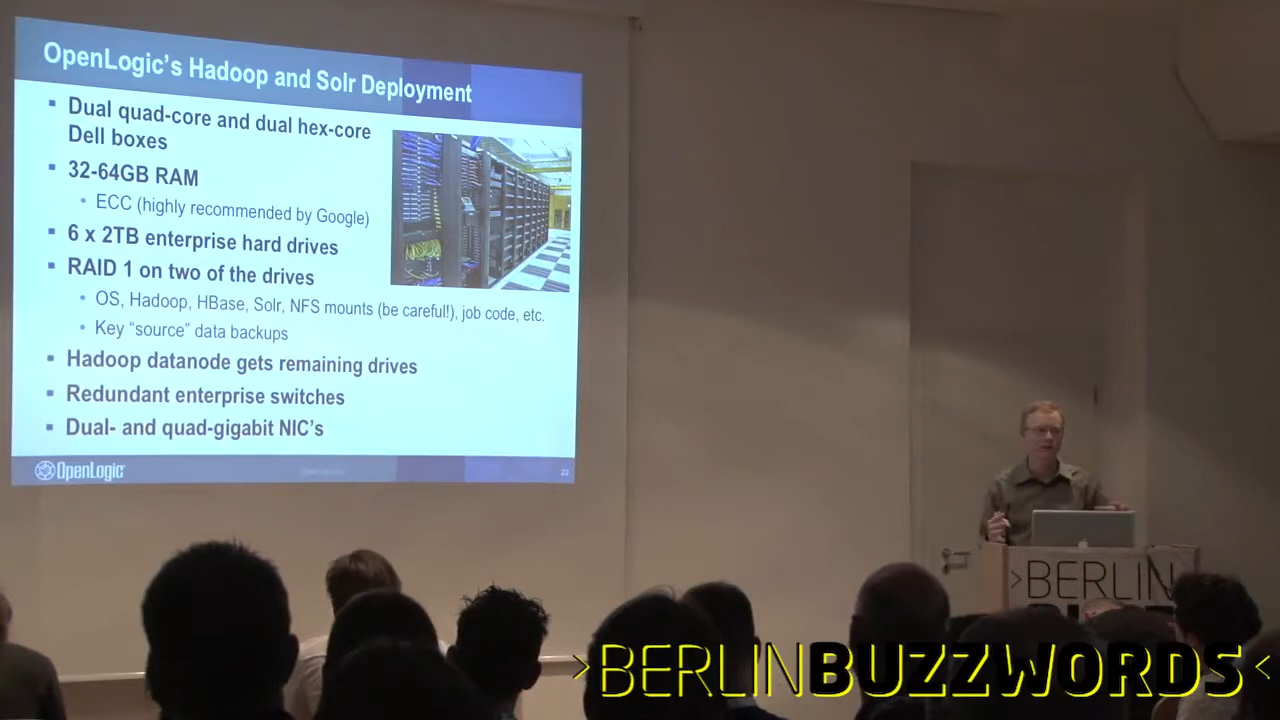 OpenLogic's Hadoop and Solr Deployment
▪ Dual quad-core and dual hex-core
Dell boxes
▪ 32-64GB RAM
• ECC (highly recommended by Google)
▪ 6 x 2TB enterprise hard drives
▪ RAID 1 on two of the drives
• OS, Hadoop, HBase, Solr, NFS mounts (be careful!), job code, etc.
• Key “source” data backups
▪ Hadoop datanode gets remaining drives
▪ Redundant enterprise switches
▪ Dual- and quad-gigabit NIC's
OpenLogic
22
>BERLIN
>BERLINBUZZWORDS<